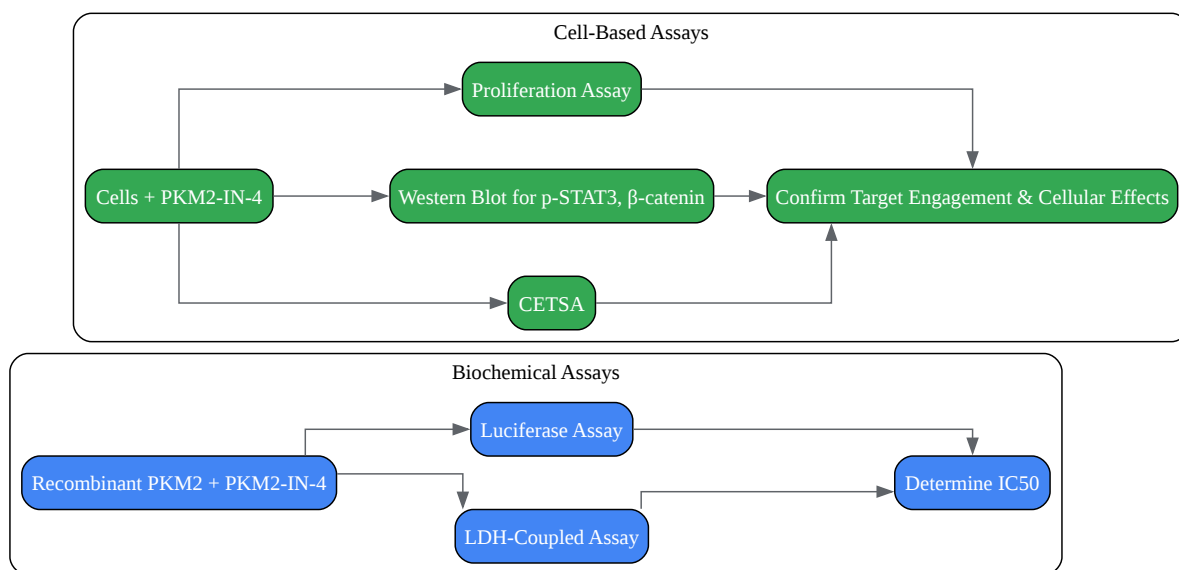 Cell-Based Assays
Proliferation Assay
Cells + PKM2-IN-4
Western Blot for p-STAT3, β-catenin
Confirm Target Engagement & Cellular Effects
CETSA
Biochemical Assays
Luciferase Assay
Recombinant PKM2 + PKM2-IN-4
Determine IC50
LDH-Coupled Assay